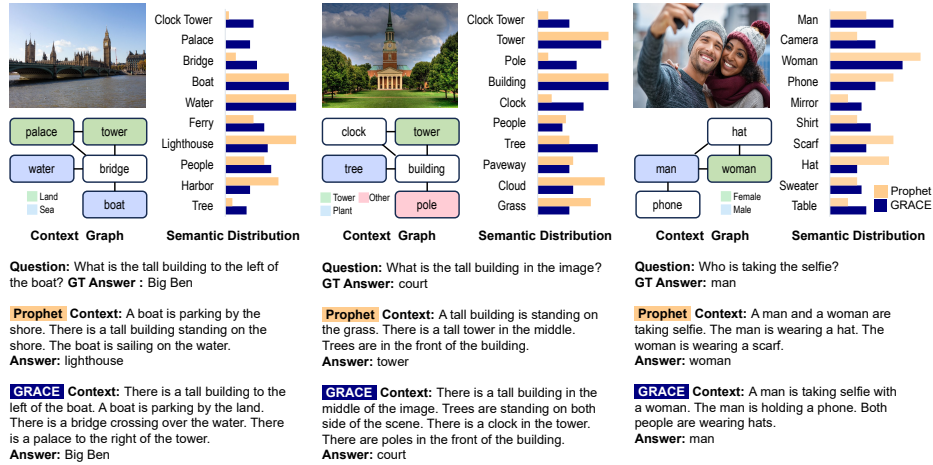 Clock Tower
Palace
Bridge
Boat
Water
Ferry
Lighthouse
People
Harbor
Tree
palace
tower
water
bridge
boat
Land
Sea
Context Graph
Semantic Distribution
Question: What is the tall building to the left of
the boat? GT Answer : Big Ben
Prophet Context: A boat is parking by the
shore. There is a tall building standing on the
shore. The boat is sailing on the water.
Answer: lighthouse
GRACE Context: There is a tall building to the
left of the boat. A boat is parking by the land.
There is a bridge crossing over the water. There
is a palace to the right of the tower.
Answer: Big Ben
Clock Tower
Tower
Pole
Building
Clock
People
Tree
Paveway
Cloud
Grass
clock
tower
tree
building
pole
Tower
Other
Plant
Context Graph
Semantic Distribution
Question: What is the tall building in the image?
GT Answer: court
Prophet Context: A tall building is standing on
the grass. There is a tall tower in the middle.
Trees are in the front of the building.
Answer: tower
GRACE Context: There is a tall building in the
middle of the image. Trees are standing on both
side of the scene. There is a clock in the tower.
There are poles in the front of the building.
Answer: court
Man
Camera
Woman
Phone
Mirror
Shirt
Scarf
Hat
Sweater
Table
Prophet
GRACE
hat
man
woman
phone
Female
Male
Context Graph
Semantic Distribution
Question: Who is taking the selfie?
GT Answer: man
Prophet Context: A man and a woman are
taking selfie. The man is wearing a hat. The
woman is wearing a scarf.
Answer: woman
GRACE Context: A man is taking selfie with
a woman. The man is holding a phone. Both
people are wearing hats.
Answer: man